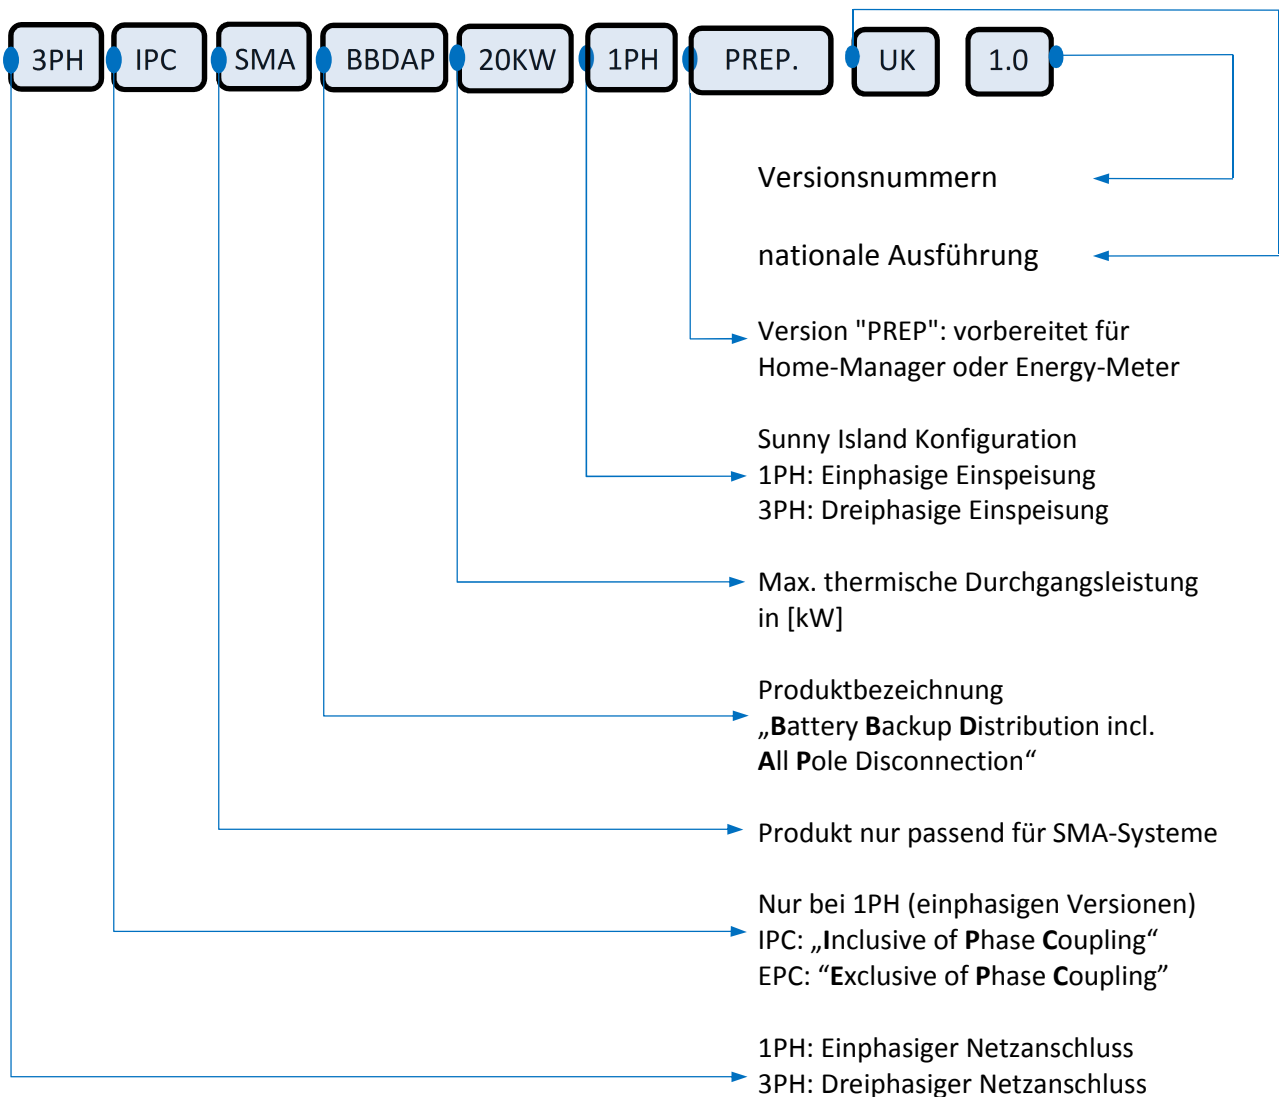 3PH IPC SMA BBDAP 20KW 1PH PREP. UK 1.0
Versionsnummern
nationale Ausführung
Version "PREP": vorbereitet für
Home-Manager oder Energy-Meter
Sunny Island Konfiguration
1PH: Einphasige Einspeisung
3PH: Dreiphasige Einspeisung
Max. thermische Durchgangsleistung
in [kW]
Produktbezeichnung
„Battery Backup Distribution incl.
All Pole Disconnection“
Produkt nur passend für SMA-Systeme
Nur bei 1PH (einphasigen Versionen)
IPC: „Inclusive of Phase Coupling“
EPC: “Exclusive of Phase Coupling”
1PH: Einphasiger Netzanschluss
3PH: Dreiphasiger Netzanschluss